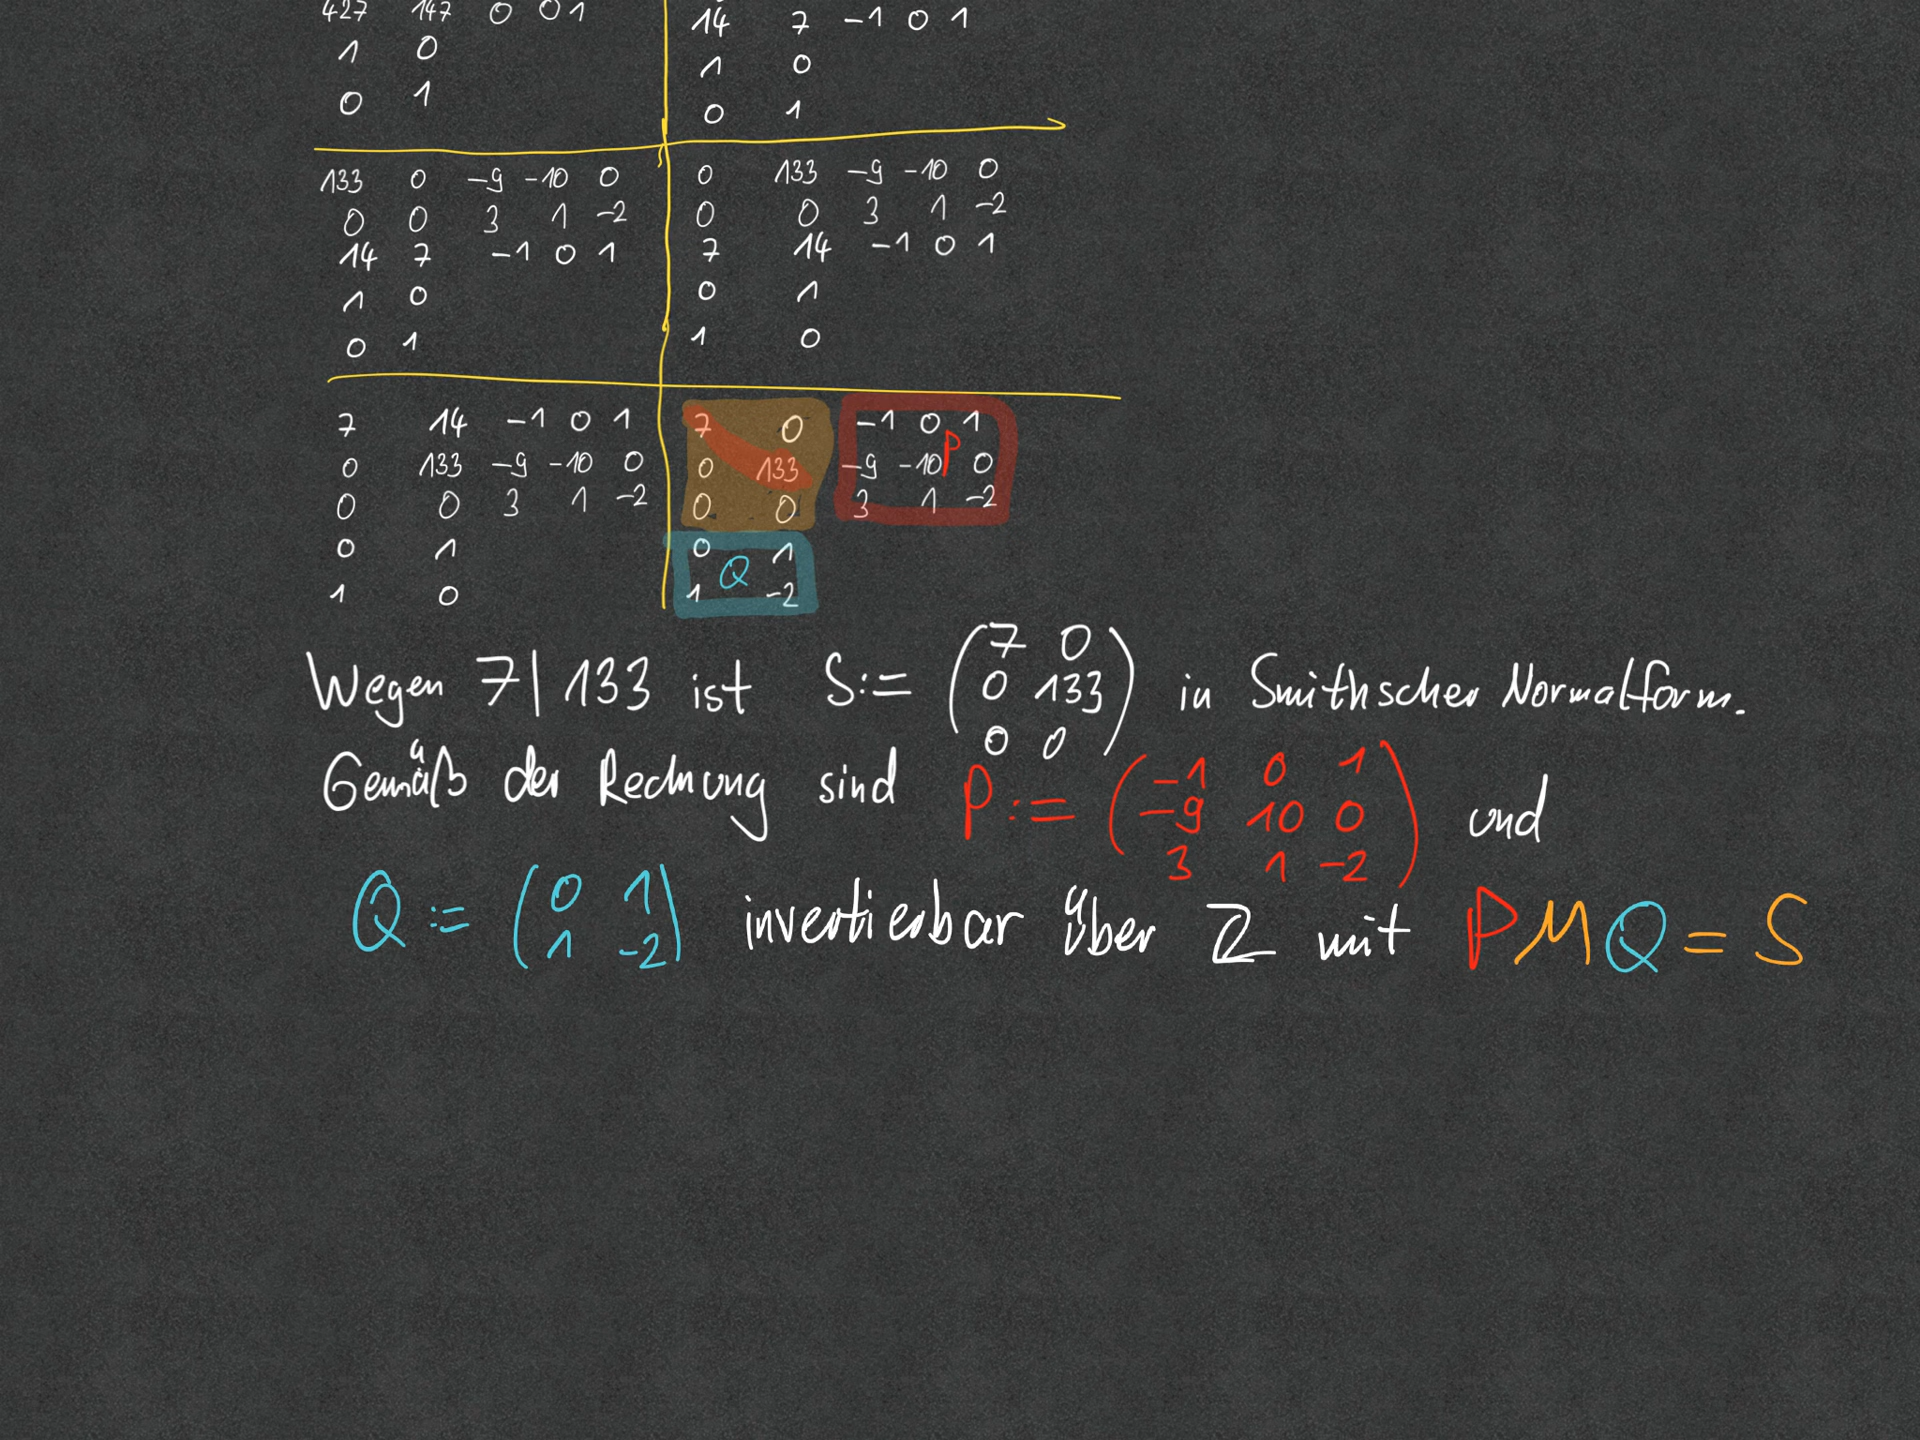 427 147 0 0 1
1 0
0 1
14 7 -1 0 1
1 0
0 1
133 0 -9 -10 0
0 0 3 1 -2
14 7 -1 0 1
1 0
0 1
0 133 -9 -10 0
0 0 3 1 -2
7 14 -1 0 1
0 1
1 0
7 14 -1 0 1
0 133 -9 -10 0
0 0 3 1 -2
0 1
1 0
7 0 -1 0 1
P
0 133 -9 -10 0
0 0 3 1 -2
0 1
Q
1 -2
7 0
Wegen 7 | 133 ist S := ( 0 133 ) in Smithscher Normalform.
0 0
-1 0 1
Gemäß der Rechnung sind P := ( -9 10 0 ) und
3 1 -2
0 1
Q := ( ) invertierbar über ℤ mit PMQ = S
1 -2